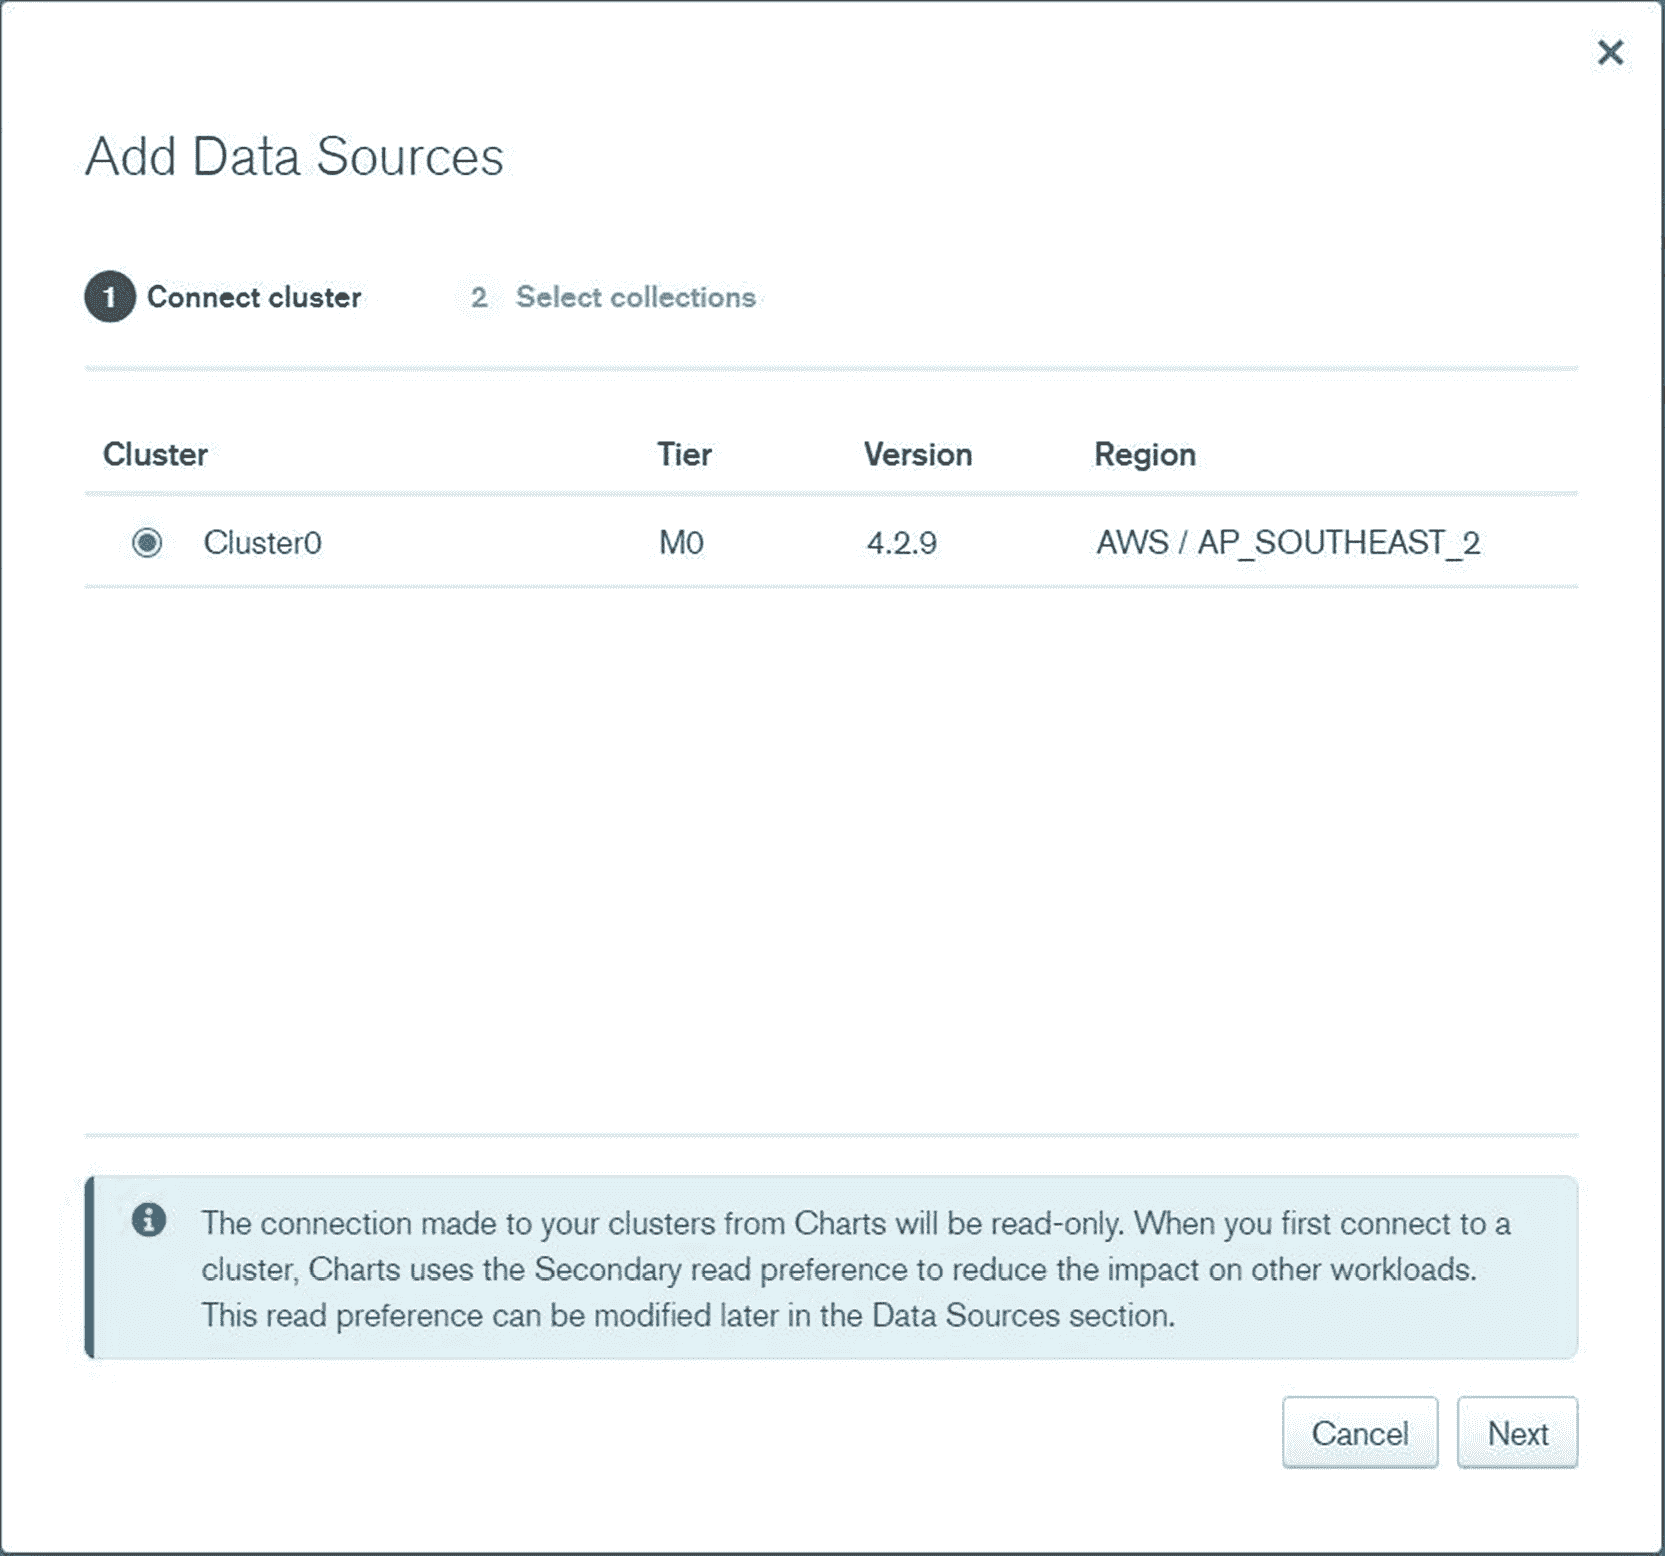 Add Data Sources
1 Connect cluster 2 Select collections
Cluster Tier Version Region
Cluster0 M0 4.2.9 AWS / AP_SOUTHEAST_2
The connection made to your clusters from Charts will be read-only. When you first connect to a
cluster, Charts uses the Secondary read preference to reduce the impact on other workloads.
This read preference can be modified later in the Data Sources section.
Cancel Next